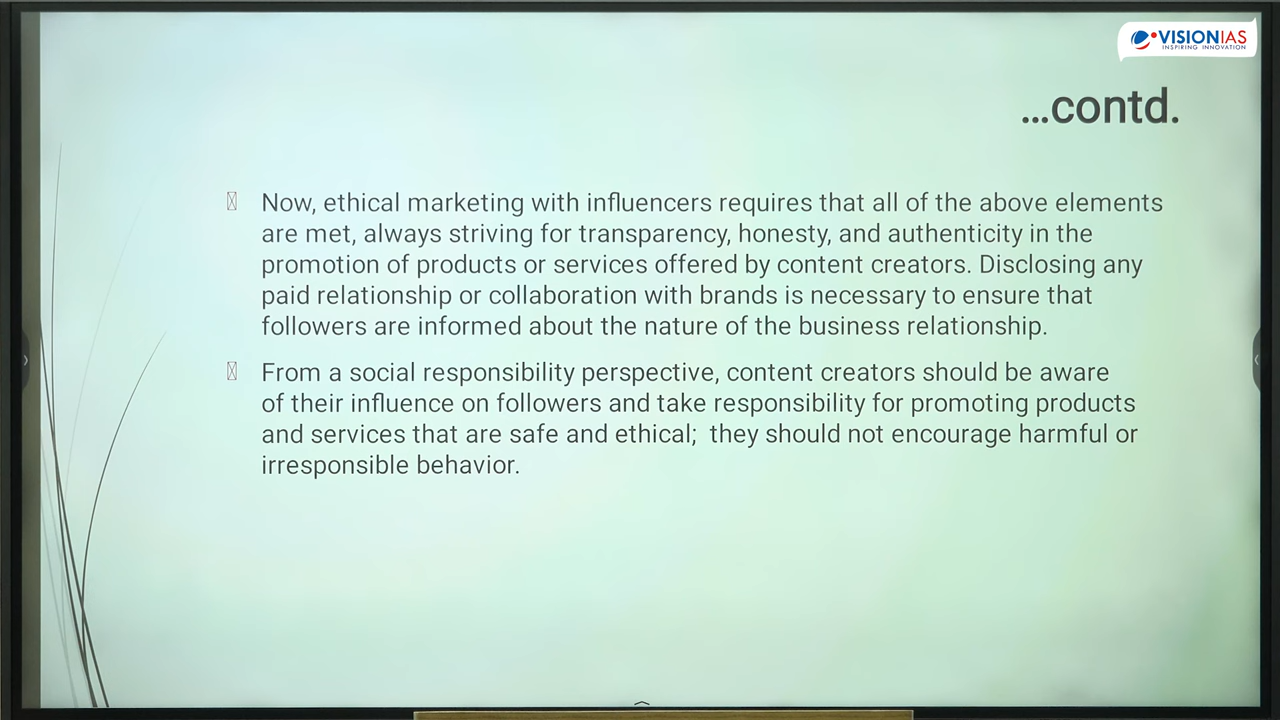 VISIONIAS
INSPIRING INNOVATION
...contd.
Now, ethical marketing with influencers requires that all of the above elements
are met, always striving for transparency, honesty, and authenticity in the
promotion of products or services offered by content creators. Disclosing any
paid relationship or collaboration with brands is necessary to ensure that
followers are informed about the nature of the business relationship.
From a social responsibility perspective, content creators should be aware
of their influence on followers and take responsibility for promoting products
and services that are safe and ethical;  they should not encourage harmful or
irresponsible behavior.